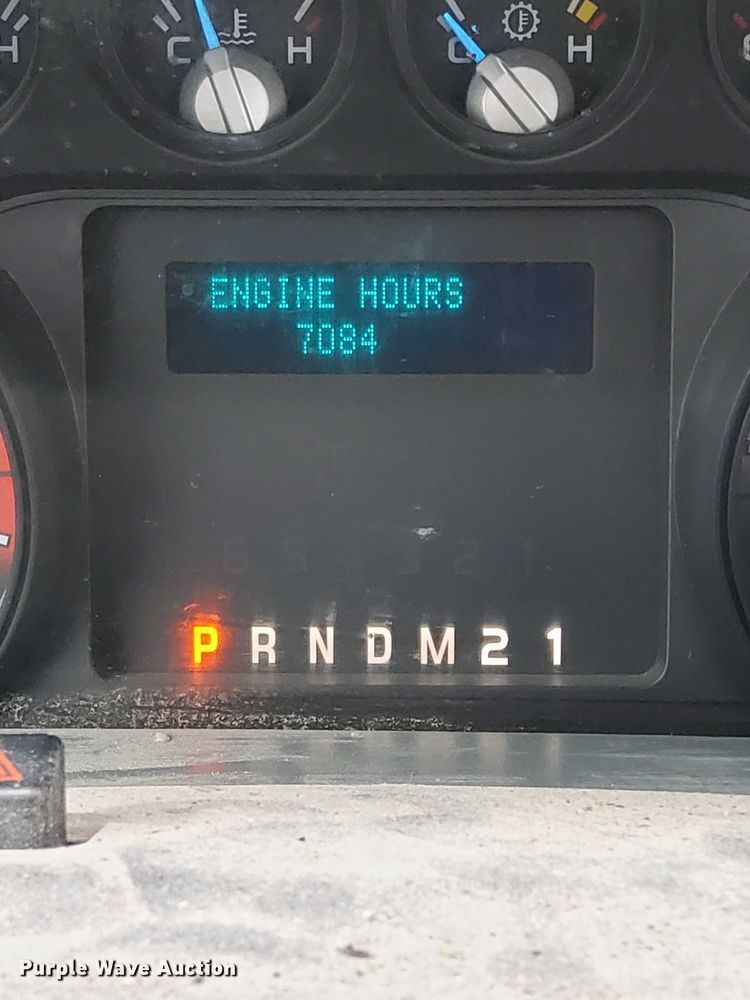 H
C H
C H
ENGINE HOURS
7084
P R N D M 2 1
Purple Wave Auction